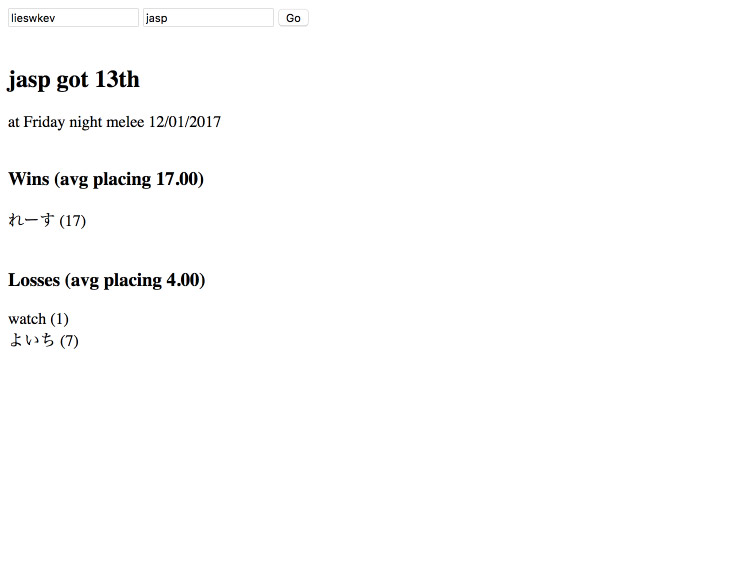 lieswkev jasp Go
jasp got 13th
at Friday night melee 12/01/2017
Wins (avg placing 17.00)
れーす (17)
Losses (avg placing 4.00)
watch (1)
よいち (7)